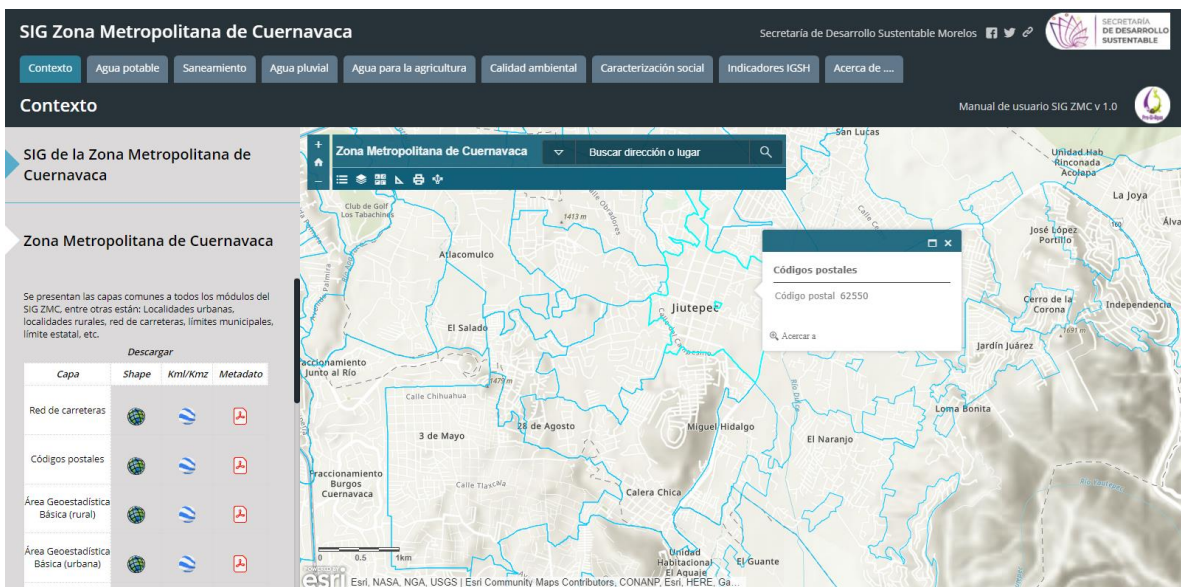 SIG Zona Metropolitana de Cuernavaca
Secretaría de Desarrollo Sustentable Morelos
SECRETARÍA
DE DESARROLLO
SUSTENTABLE
Contexto
Agua potable
Saneamiento
Agua pluvial
Agua para la agricultura
Calidad ambiental
Caracterización social
Indicadores IGSH
Acerca de ....
Contexto
Manual de usuario SIG ZMC v 1.0
SIG de la Zona Metropolitana de
Cuernavaca
Zona Metropolitana de Cuernavaca
Se presentan las capas comunes a todos los módulos del
SIG ZMC, entre otras están: Localidades urbanas,
localidades rurales, red de carreteras, límites municipales,
límite estatal, etc.
Descargar
Capa Shape Kml/Kmz Metadato
Red de carreteras
Códigos postales
Área Geoestadística
Básica (rural)
Área Geoestadística
Básica (urbana)
Zona Metropolitana de Cuernavaca
Buscar dirección o lugar
San Lucas
Unidad Hab
Rinconada
Acolapa
La Joya
Club de Golf
Los Tabachines
1413 m
José López
Portillo
Atlacomulco
Códigos postales
Código postal 62550
Acercar a
Jiutepec
Cerro de la
Corona
Independencia
1691 m
El Salado
Calle del Campesino
Jardín Juárez
Junto al Río
1479 m
Calle Chihuahua
Loma Bonita
28 de Agosto
Miguel Hidalgo
3 de Mayo
El Naranjo
Fraccionamiento
Burgos
Cuernavaca
Calle Tlaxcala
Calera Chica
Unidad
Habitacional
El Aguaje
El Guante
0 0.5 1km
POWERED BY
esri
Esri, NASA, NGA, USGS | Esri Community Maps Contributors, CONANP, Esri, HERE, Ga...